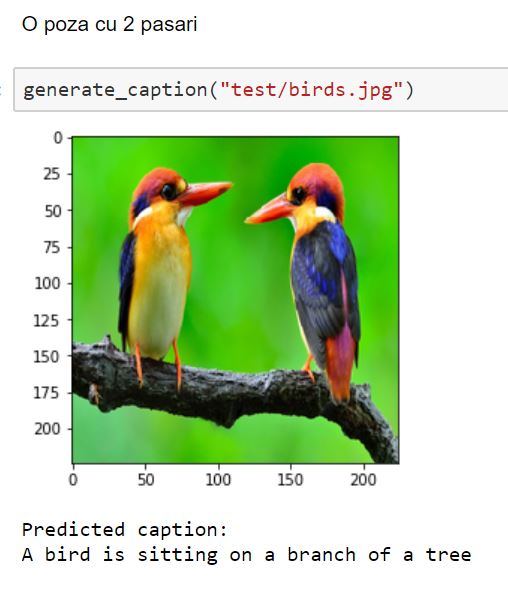 O poza cu 2 pasari
generate_caption("test/birds.jpg")
0
25
50
75
100
125
150
175
200
0 50 100 150 200
Predicted caption:
A bird is sitting on a branch of a tree